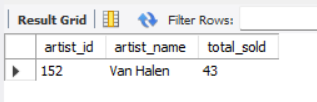 Result Grid Filter Rows:
artist_id artist_name total_sold
152 Van Halen 43